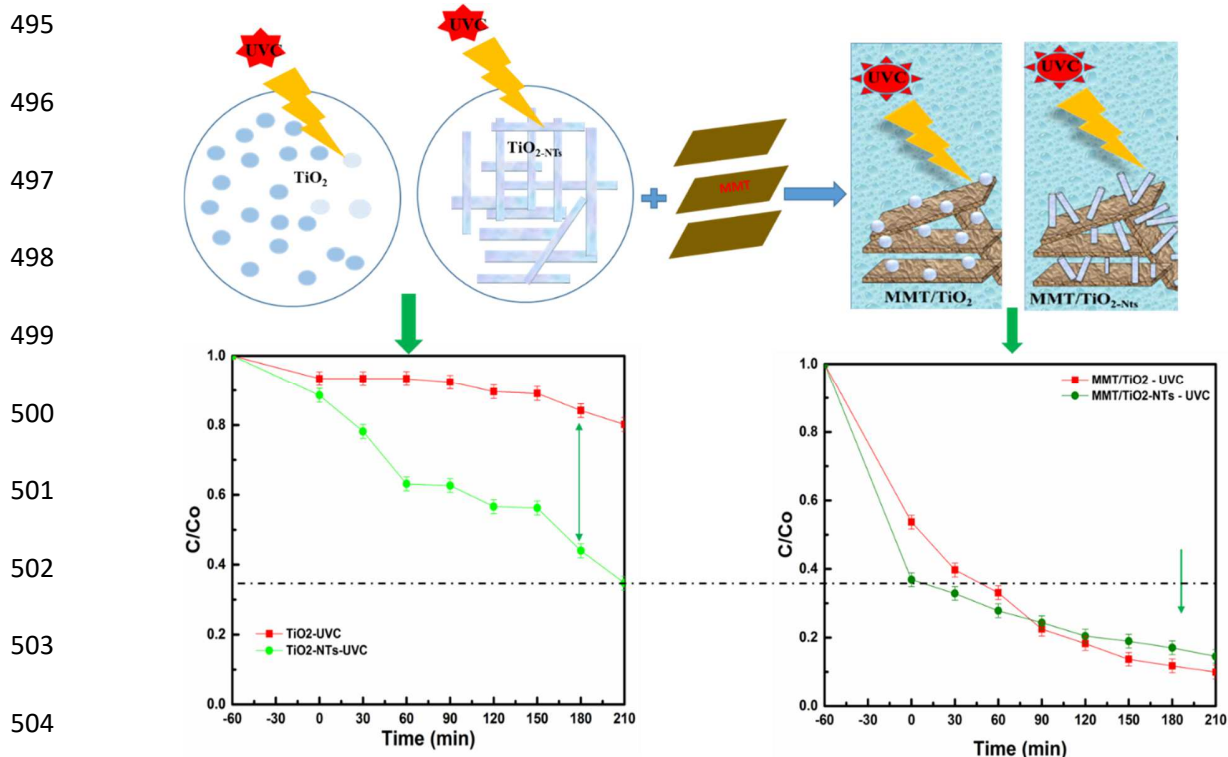 495
496
497
498
499
500
501
502
503
504
UVC
TiO2
UVC
TiO2-NTs
MMT
UVC
MMT/TiO2
UVC
MMT/TiO2-Nts
C/Co
1.0
0.8
0.6
0.4
0.2
0.0
TiO2-UVC
TiO2-NTs-UVC
-60 0 30 60 90 120 150 180 210
Time (min)
C/Co
1.0
0.8
0.6
0.4
0.2
0.0
MMT/TiO2 - UVC
MMT/TiO2-NTs - UVC
-60 0 30 60 90 120 150 180 210
Time (min)